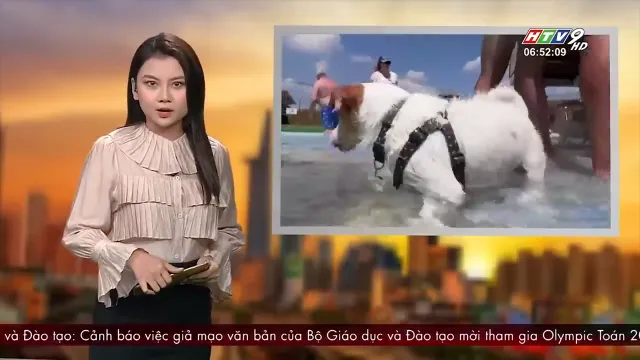 HTV9 HD
06:52:09
và Đào tạo: Cảnh báo việc giả mạo văn bản của Bộ Giáo dục và Đào tạo mời tham gia Olympic Toán 2